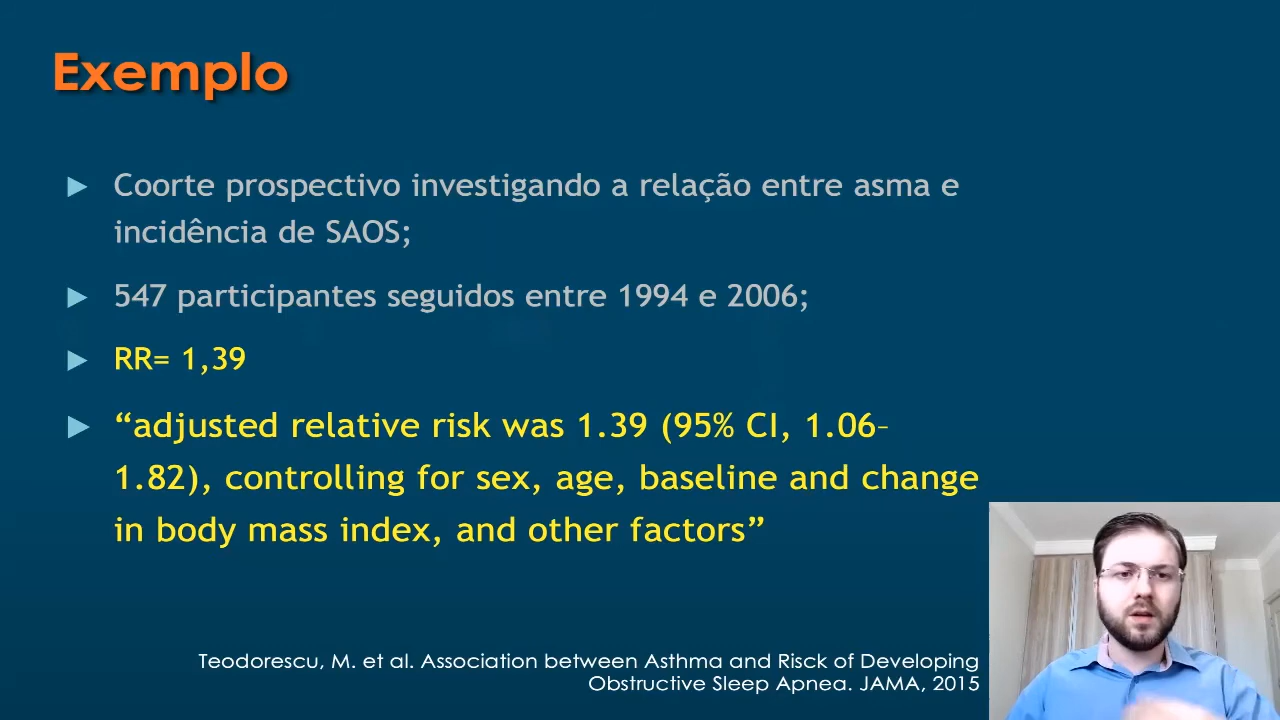 Exemplo
Coorte prospectivo investigando a relação entre asma e
incidência de SAOS;
547 participantes seguidos entre 1994 e 2006;
RR= 1,39
“adjusted relative risk was 1.39 (95% CI, 1.06–
1.82), controlling for sex, age, baseline and change
in body mass index, and other factors”
Teodorescu, M. et al. Association between Asthma and Risck of Developing
Obstructive Sleep Apnea. JAMA, 2015